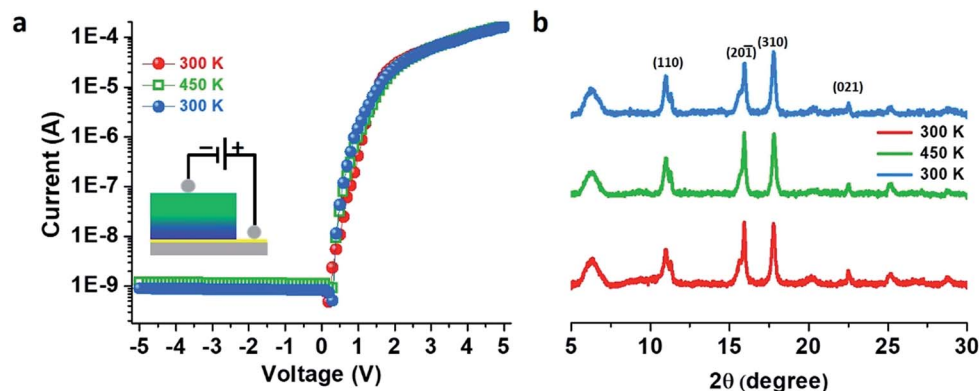 a
1E-4
1E-5
1E-6
1E-7
1E-8
1E-9
Current (A)
300 K
450 K
300 K
− +
-5 -4 -3 -2 -1 0 1 2 3 4 5
Voltage (V)
b
(110)
(201̅)
(310)
(021)
300 K
450 K
300 K
5 10 15 20 25 30
2θ (degree)